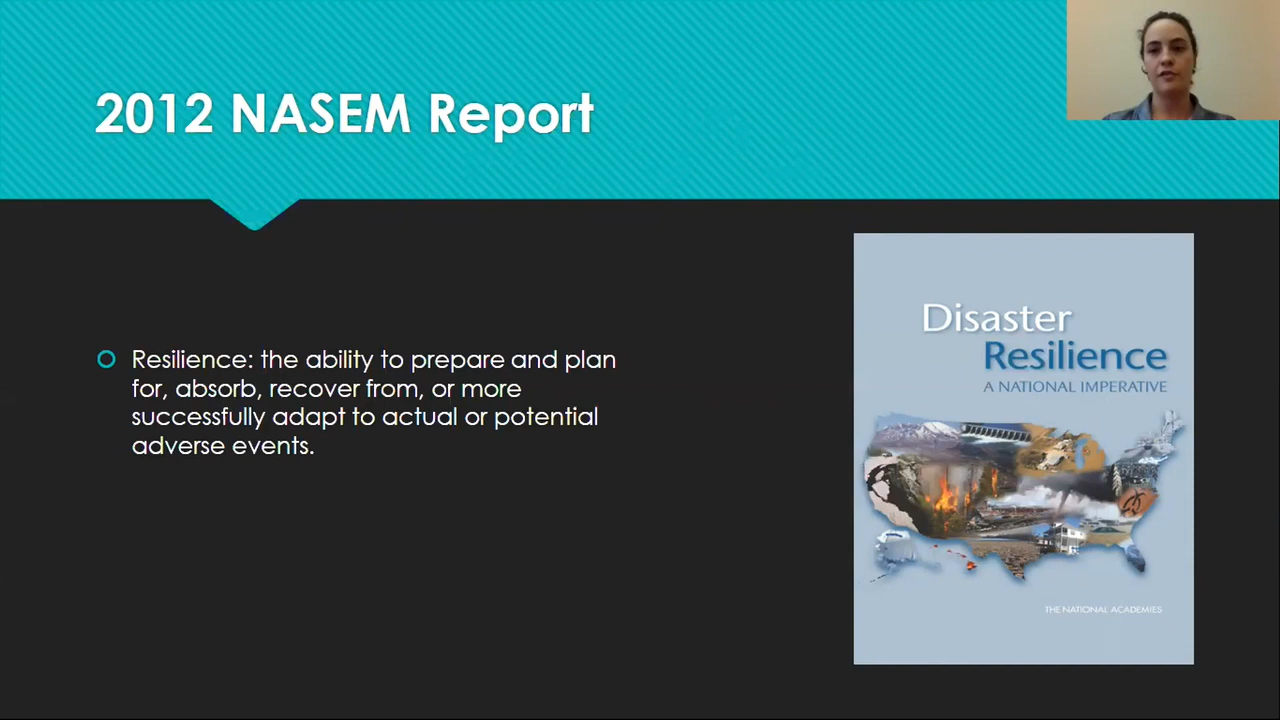 2012 NASEM Report
Resilience: the ability to prepare and plan
for, absorb, recover from, or more
successfully adapt to actual or potential
adverse events.
Disaster
Resilience
A NATIONAL IMPERATIVE
THE NATIONAL ACADEMIES